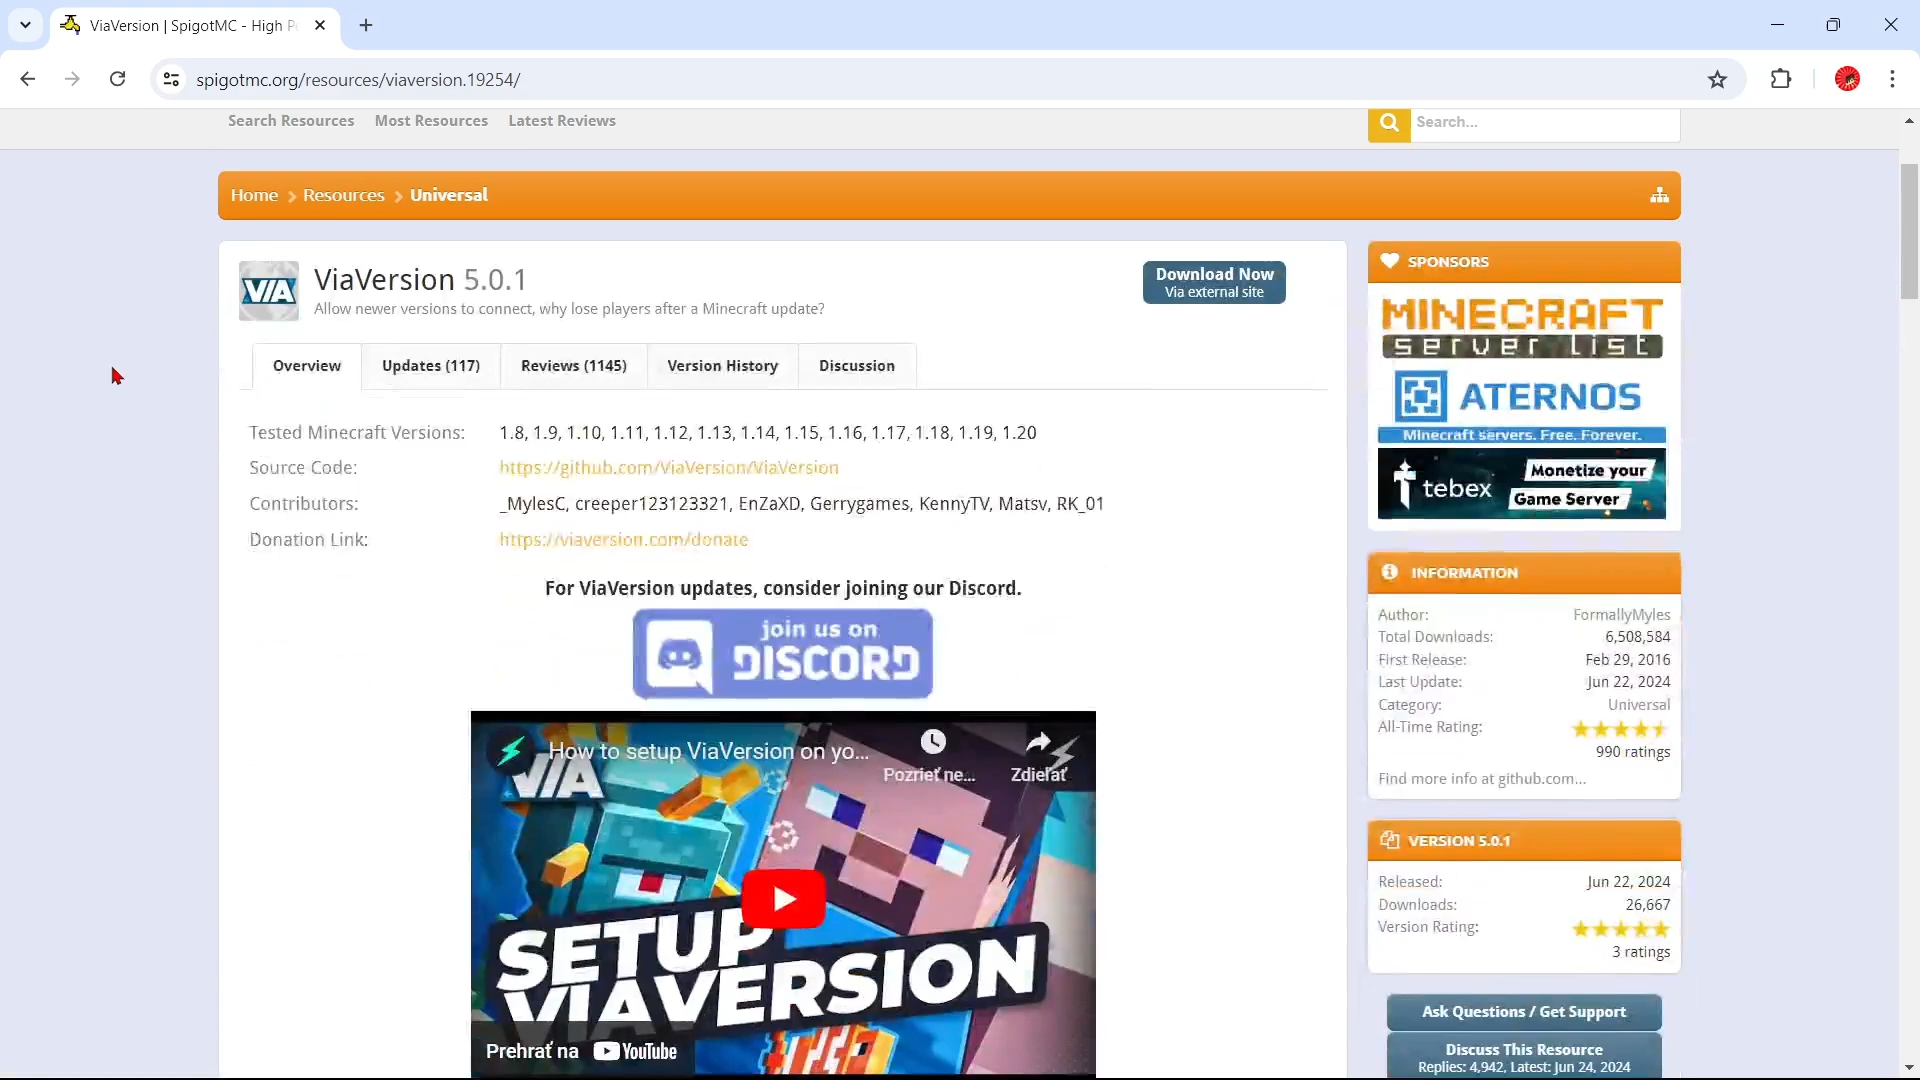 ViaVersion | SpigotMC - High P
spigotmc.org/resources/viaversion.19254/
Search Resources Most Resources Latest Reviews
Search...
Home > Resources > Universal
VIA
ViaVersion 5.0.1
Allow newer versions to connect, why lose players after a Minecraft update?
Download Now
Via external site
Overview Updates (117) Reviews (1145) Version History Discussion
Tested Minecraft Versions: 1.8, 1.9, 1.10, 1.11, 1.12, 1.13, 1.14, 1.15, 1.16, 1.17, 1.18, 1.19, 1.20
Source Code: https://github.com/ViaVersion/ViaVersion
Contributors: _MylesC, creeper123123321, EnZaXD, Gerrygames, KennyTV, Matsv, RK_01
Donation Link: https://viaversion.com/donate
For ViaVersion updates, consider joining our Discord.
join us on
DISCORD
How to setup ViaVersion on yo...
Pozrieť ne... Zdieľať
VIA
SETUP
VIAVERSION
Prehrať na YouTube
SPONSORS
MINECRAFT
server list
ATERNOS
Minecraft servers. Free. Forever.
tebex
Monetize your
Game Server
INFORMATION
Author: FormallyMyles
Total Downloads: 6,508,584
First Release: Feb 29, 2016
Last Update: Jun 22, 2024
Category: Universal
All-Time Rating:
990 ratings
Find more info at github.com...
VERSION 5.0.1
Released: Jun 22, 2024
Downloads: 26,667
Version Rating:
3 ratings
Ask Questions / Get Support
Discuss This Resource
Replies: 4,942, Latest: Jun 24, 2024